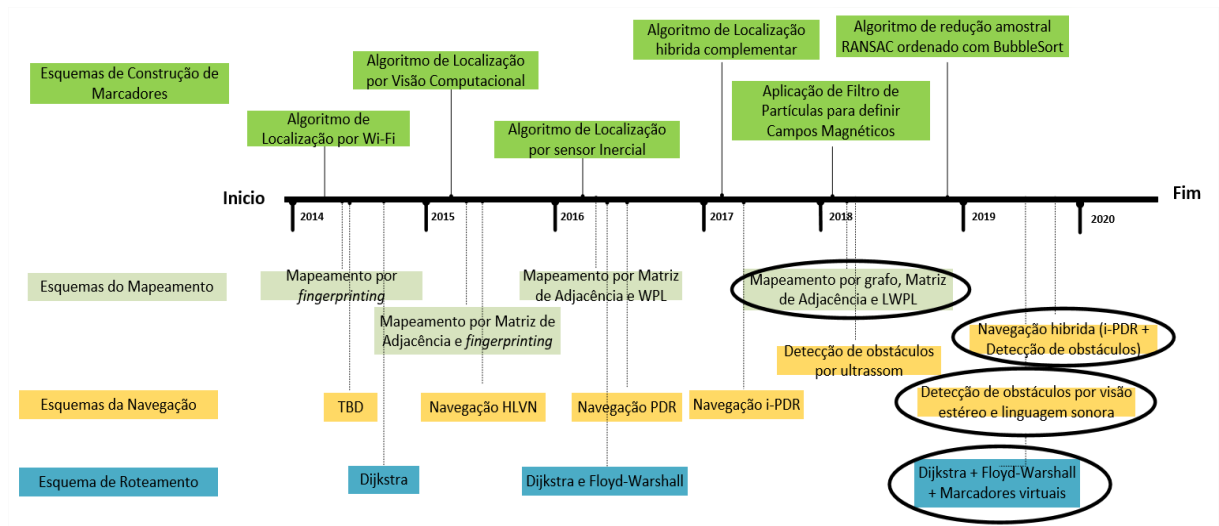 Algoritmo de Localização
hibrida complementar
Algoritmo de redução amostral
RANSAC ordenado com BubbleSort
Esquemas de Construção de
Marcadores
Algoritmo de Localização
por Visão Computacional
Aplicação de Filtro de
Partículas para definir
Campos Magnéticos
Algoritmo de
Localização por Wi-Fi
Algoritmo de Localização
por sensor Inercial
Inicio
Fim
2014
2015
2016
2017
2018
2019
2020
Esquemas do Mapeamento
Mapeamento por
fingerprinting
Mapeamento por Matriz
de Adjacência e WPL
Mapeamento por grafo, Matriz
de Adjacência e LWPL
Mapeamento por Matriz de
Adjacência e fingerprinting
Navegação hibrida (i-PDR +
Detecção de obstáculos)
Detecção de obstáculos
por ultrassom
Esquemas da Navegação
TBD
Navegação HLVN
Navegação PDR
Navegação i-PDR
Detecção de obstáculos por visão
estéreo e linguagem sonora
Esquema de Roteamento
Dijkstra
Dijkstra e Floyd-Warshall
Dijkstra + Floyd-Warshall
+ Marcadores virtuais